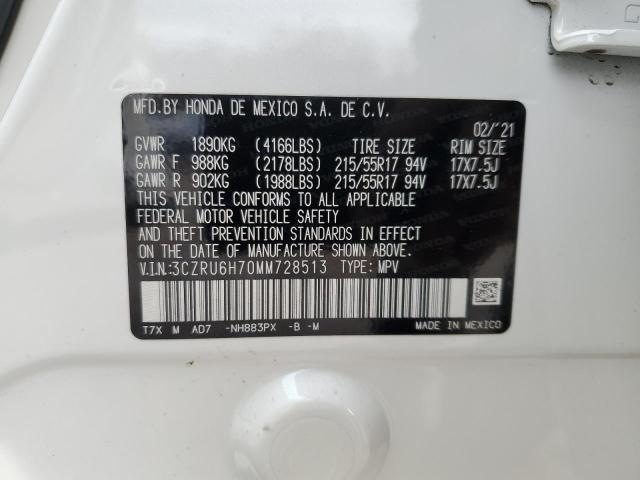 MFD.BY HONDA DE MEXICO S.A. DE C.V.
02/'21
GVWR 1890KG (4166LBS) TIRE SIZE RIM SIZE
GAWR F 988KG (2178LBS) 215/55R17 94V 17X7.5J
GAWR R 902KG (1988LBS) 215/55R17 94V 17X7.5J
THIS VEHICLE CONFORMS TO ALL APPLICABLE
FEDERAL MOTOR VEHICLE SAFETY
AND THEFT PREVENTION STANDARDS IN EFFECT
ON THE DATE OF MANUFACTURE SHOWN ABOVE.
V.I.N.:3CZRU6H70MM728513 TYPE: MPV
T7X M AD7 -NH883PX -B -M
MADE IN MEXICO